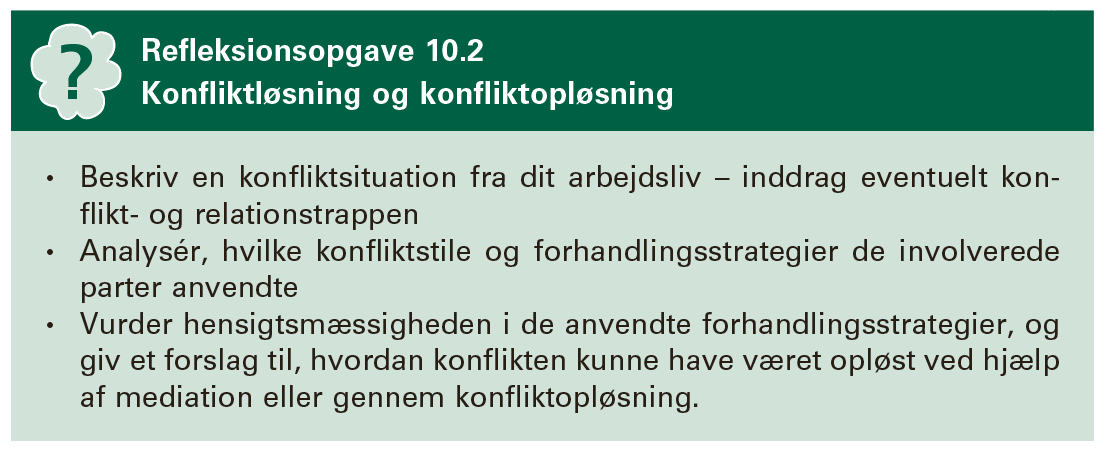 ?
Refleksionsopgave 10.2
Konfliktløsning og konfliktopløsning
• Beskriv en konfliktsituation fra dit arbejdsliv – inddrag eventuelt kon-
flikt- og relationstrappen
• Analysér, hvilke konfliktstile og forhandlingsstrategier de involverede
parter anvendte
• Vurder hensigtsmæssigheden i de anvendte forhandlingsstrategier, og
giv et forslag til, hvordan konflikten kunne have været opløst ved hjælp
af mediation eller gennem konfliktopløsning.